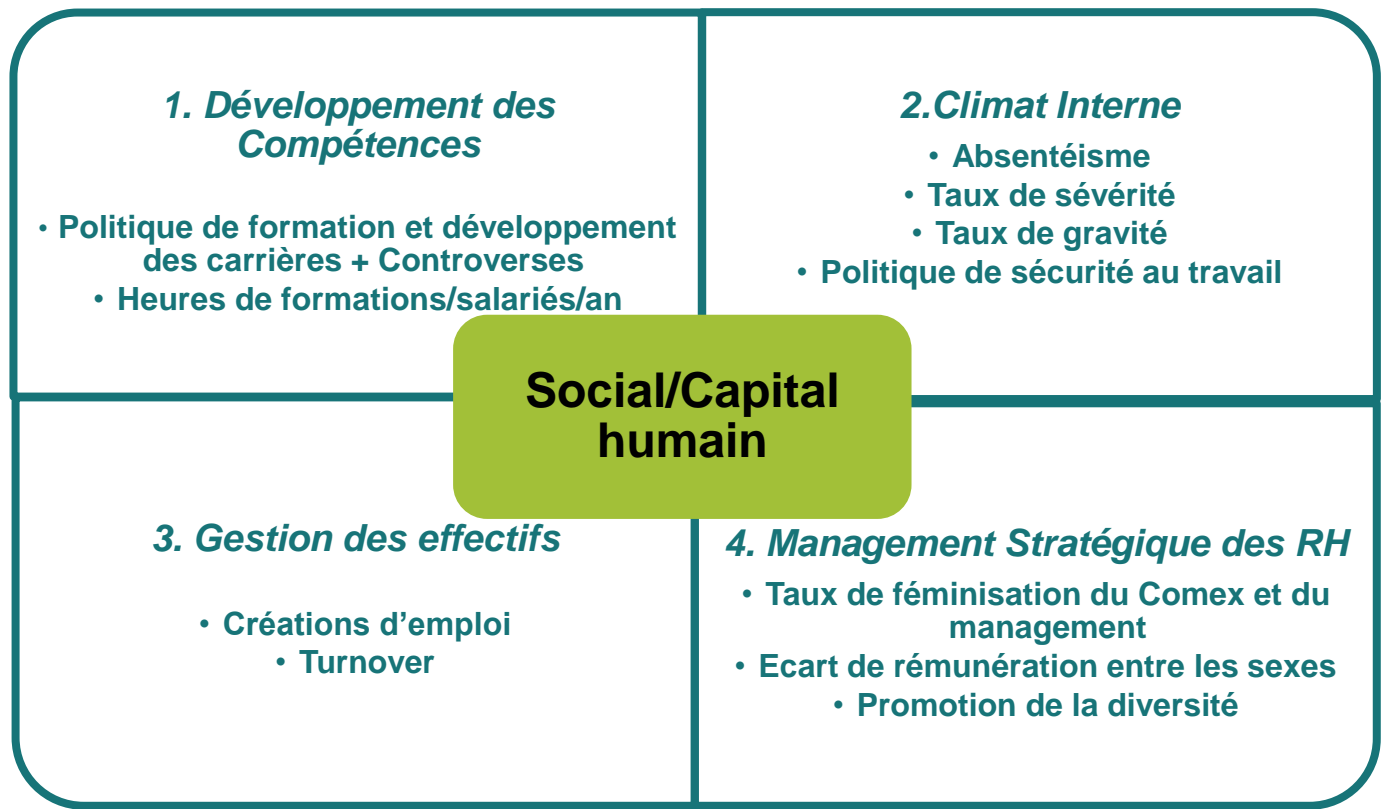 1. Développement des
Compétences
• Politique de formation et développement
des carrières + Controverses
• Heures de formations/salariés/an
2.Climat Interne
• Absentéisme
• Taux de sévérité
• Taux de gravité
• Politique de sécurité au travail
Social/Capital
humain
3. Gestion des effectifs
• Créations d’emploi
• Turnover
4. Management Stratégique des RH
• Taux de féminisation du Comex et du
management
• Ecart de rémunération entre les sexes
• Promotion de la diversité